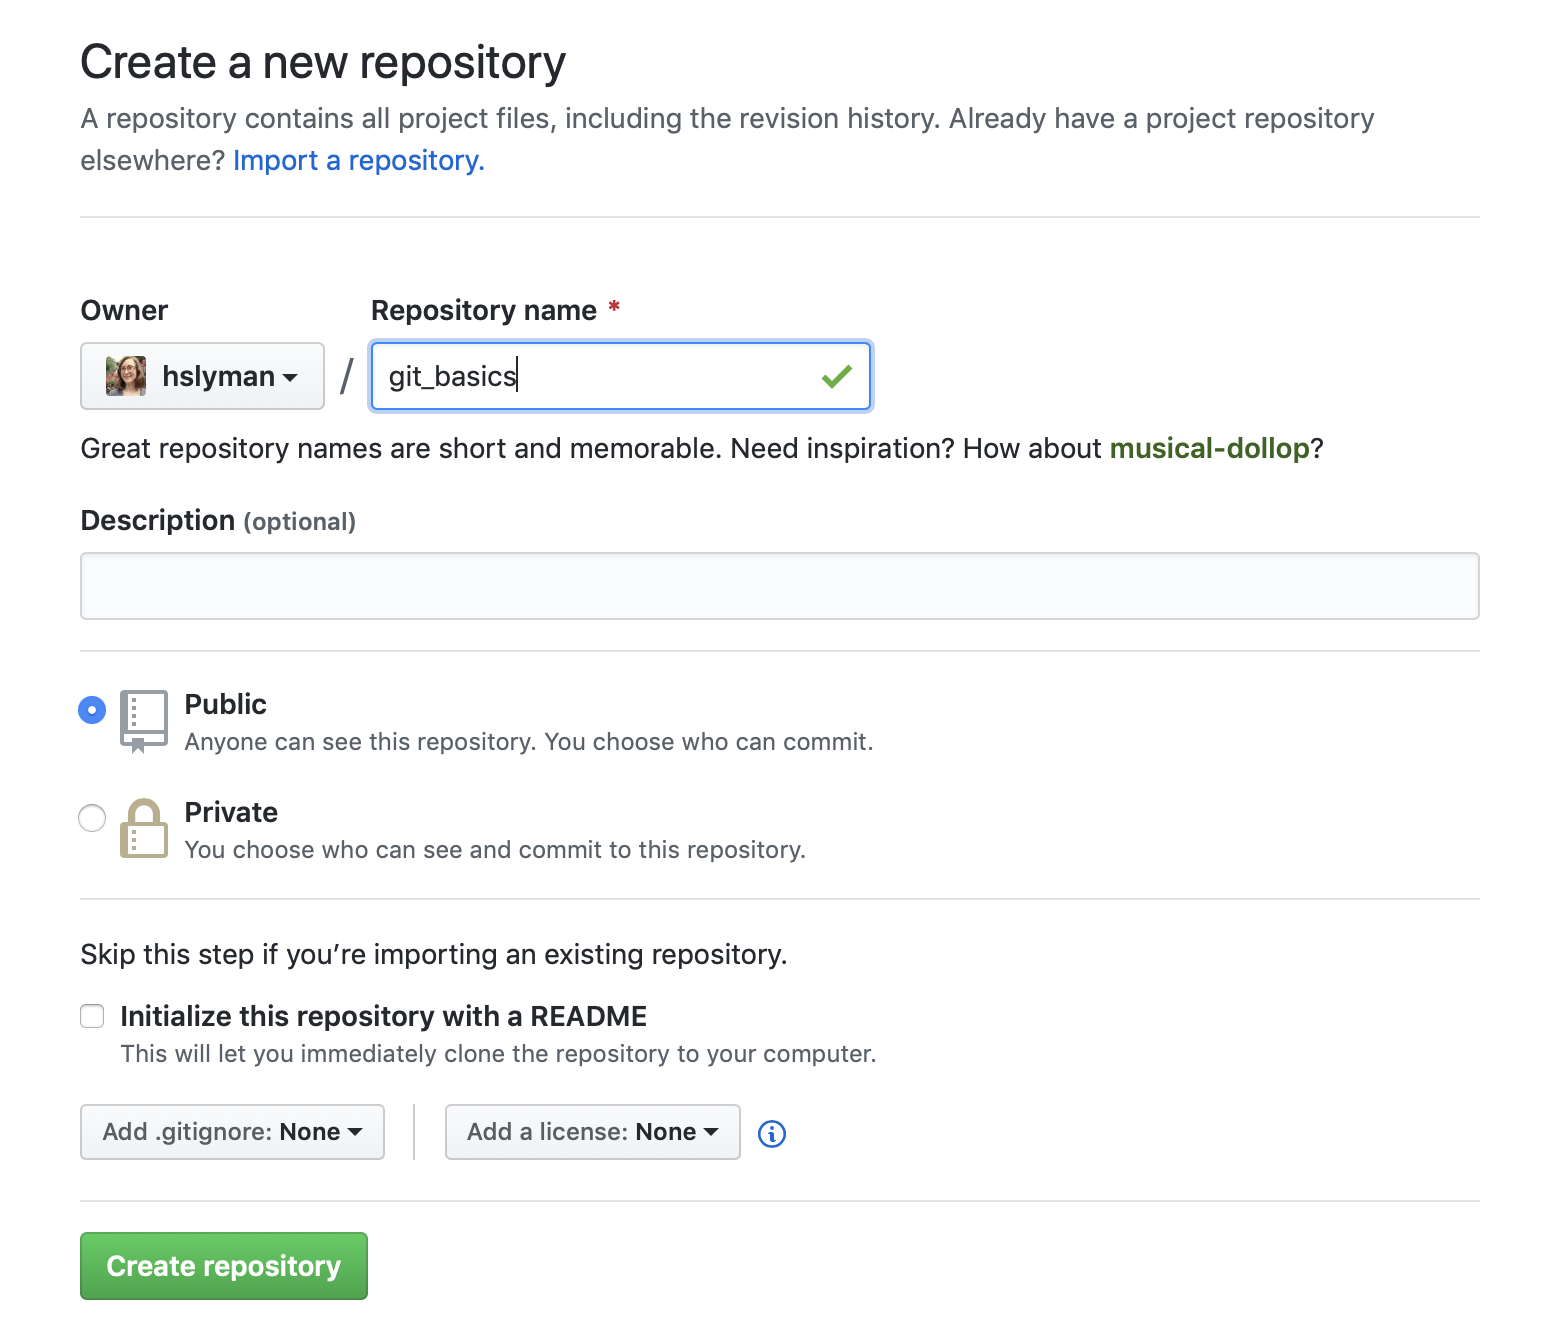 Create a new repository
A repository contains all project files, including the revision history. Already have a project repository
elsewhere? Import a repository.
Owner
Repository name *
hslyman
/
git_basics
Great repository names are short and memorable. Need inspiration? How about musical-dollop?
Description (optional)
Public
Anyone can see this repository. You choose who can commit.
Private
You choose who can see and commit to this repository.
Skip this step if you’re importing an existing repository.
Initialize this repository with a README
This will let you immediately clone the repository to your computer.
Add .gitignore: None
Add a license: None
Create repository